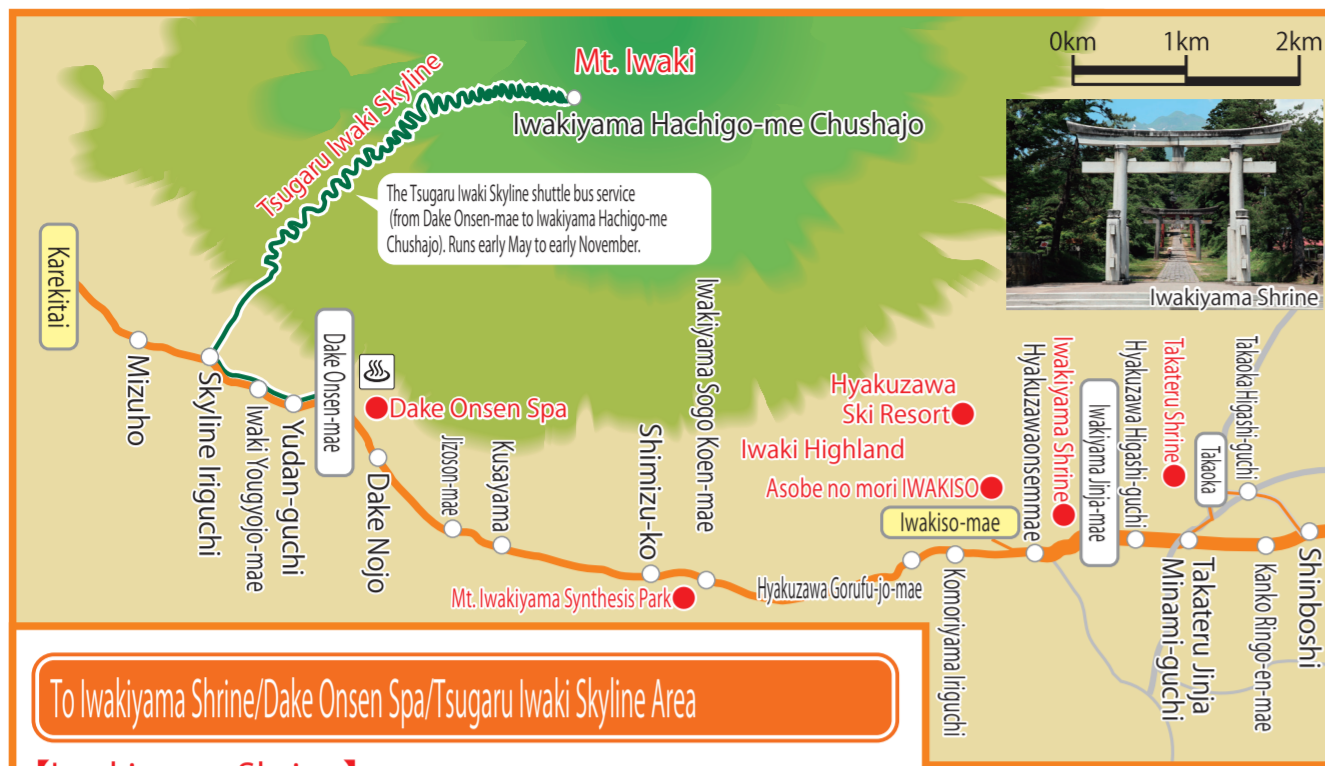 0km 1km 2km
Mt. Iwaki
Iwakiyama Hachigo-me Chushajo
Tsugaru Iwaki Skyline
The Tsugaru Iwaki Skyline shuttle bus service
(from Dake Onsen-mae to Iwakiyama Hachigo-me
Chushajo). Runs early May to early November.
Iwakiyama Shrine
Karekitai
Mizuho
Skyline Iriguchi
Iwaki Yougyojo-mae
Yudan-guchi
Dake Onsen-mae
Dake Onsen Spa
Dake Nojo
Jizoson-mae
Kusayama
Shimizu-ko
Iwakiyama Sogo Koen-mae
Mt. Iwakiyama Synthesis Park
Hyakuzawa Gorufu-jo-mae
Hyakuzawa
Ski Resort
Iwaki Highland
Asobe no mori IWAKISO
Iwakiso-mae
Komoriyama Iriguchi
Hyakuzawaonsemmae
Iwakiyama Shrine
Iwakiyama Jinja-mae
Hyakuzawa Higashi-guchi
Takateru Shrine
Takaoka
Takaoka Higashi-guchi
Takateru Jinja
Minami-guchi
Kanko Ringo-en-mae
Shinboshi
To Iwakiyama Shrine/Dake Onsen Spa/Tsugaru Iwaki Skyline Area